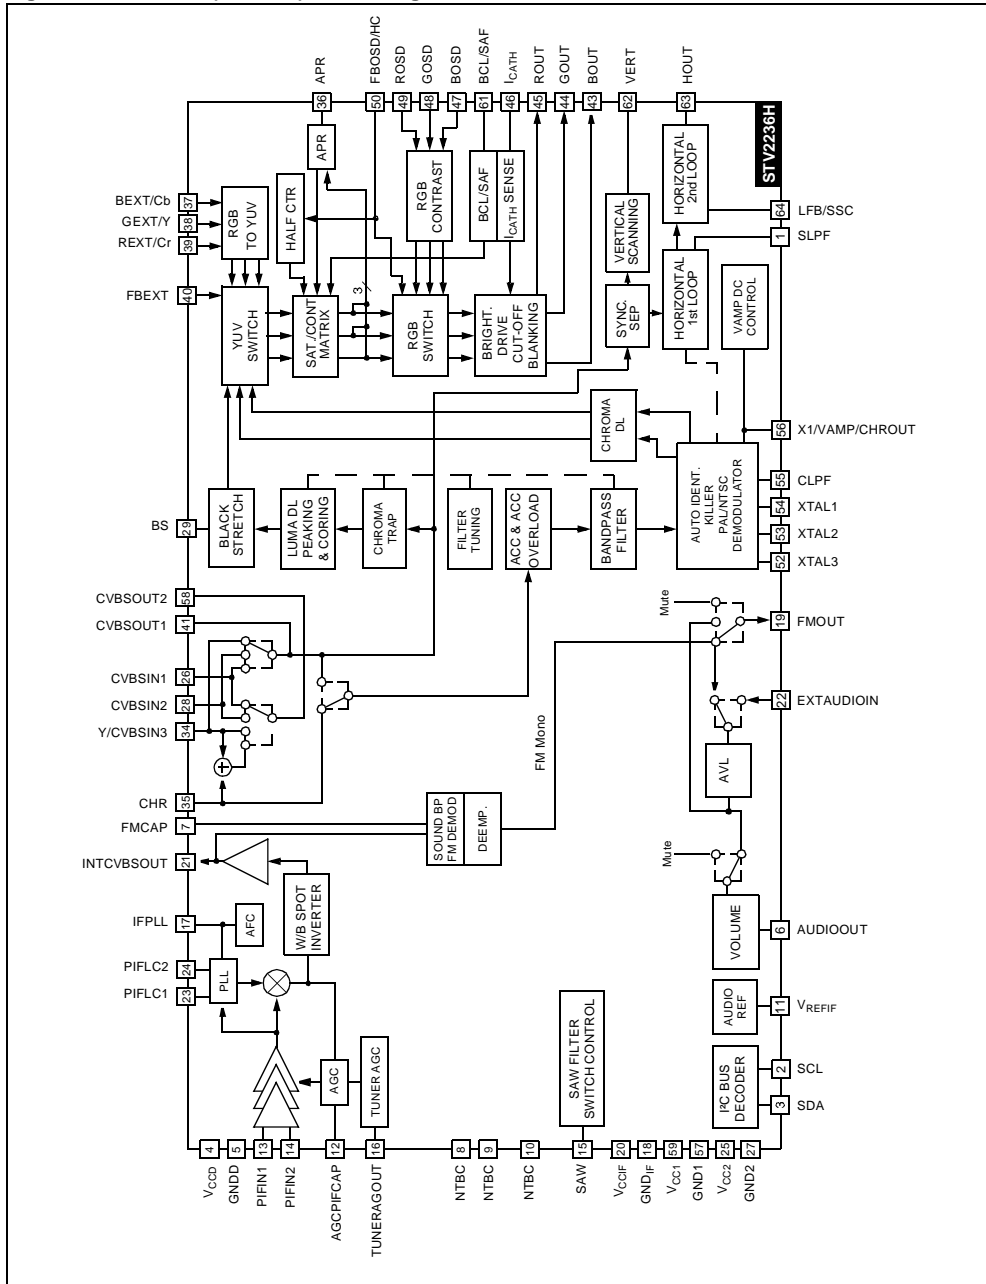 APR
FBOSD/HC
ROSD
GOSD
BOSD
BCL/SAF
ICATH
ROUT
GOUT
BOUT
VERT
HOUT
36
50
49
48
47
61
46
45
44
43
62
63
STV2236H
BEXT/Cb
37
GEXT/Y
38
REXT/Cr
39
FBEXT
40
RGB
TO YUV
HALF CTR
APR
RGB
CONTRAST
BCL/SAF
ICATH SENSE
VERTICAL
SCANNING
HORIZONTAL
2nd LOOP
64
LFB/SSC
1
SLPF
YUV
SWITCH
SAT./CONT
MATRIX
3
RGB
SWITCH
BRIGHT.
DRIVE
CUT-OFF
BLANKING
SYNC.
SEP
HORIZONTAL
1st LOOP
VAMP DC
CONTROL
CHROMA
DL
56
X1/VAMP/CHROUT
55
CLPF
54
XTAL1
53
XTAL2
52
XTAL3
BS
29
BLACK
STRETCH
LUMA DL
PEAKING
& CORING
CHROMA
TRAP
FILTER
TUNING
ACC & ACC
OVERLOAD
BANDPASS
FILTER
AUTO IDENT.
KILLER
PAL/NTSC
DEMODULATOR
CVBSOUT2
58
CVBSOUT1
41
CVBSIN1
26
CVBSIN2
28
Y/CVBSIN3
34
CHR
35
FMCAP
7
INTCVBSOUT
21
Mute
19
FMOUT
22
EXTAUDIOIN
FM Mono
AVL
SOUND BP
FM DEMOD
DEEMP.
Mute
IFPLL
17
AFC
W/B SPOT
INVERTER
VOLUME
6
AUDIOOUT
PIFLC2
24
PIFLC1
23
PLL
AUDIO
REF
11
VREFIF
AGC
TUNER AGC
SAW FILTER
SWITCH CONTROL
I²C BUS
DECODER
2
SCL
3
SDA
4
5
13
14
12
16
8
9
10
15
20
18
59
57
25
27
VCCD
GNDD
PIFIN1
PIFIN2
AGCPIFCAP
TUNERAGOUT
NTBC
NTBC
NTBC
SAW
VCCIF
GNDIF
VCC1
GND1
VCC2
GND2